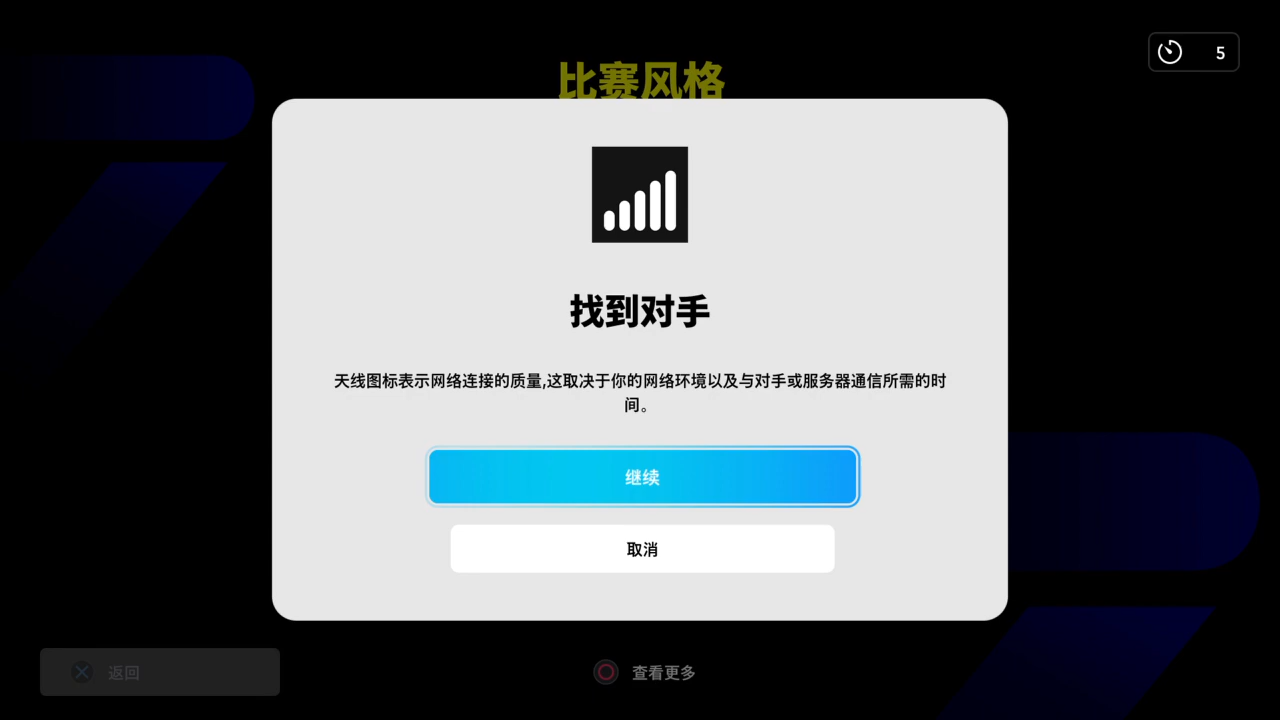 5
比赛风格
找到对手
天线图标表示网络连接的质量,这取决于你的网络环境以及与对手或服务器通信所需的时
间。
继续
取消
返回
查看更多